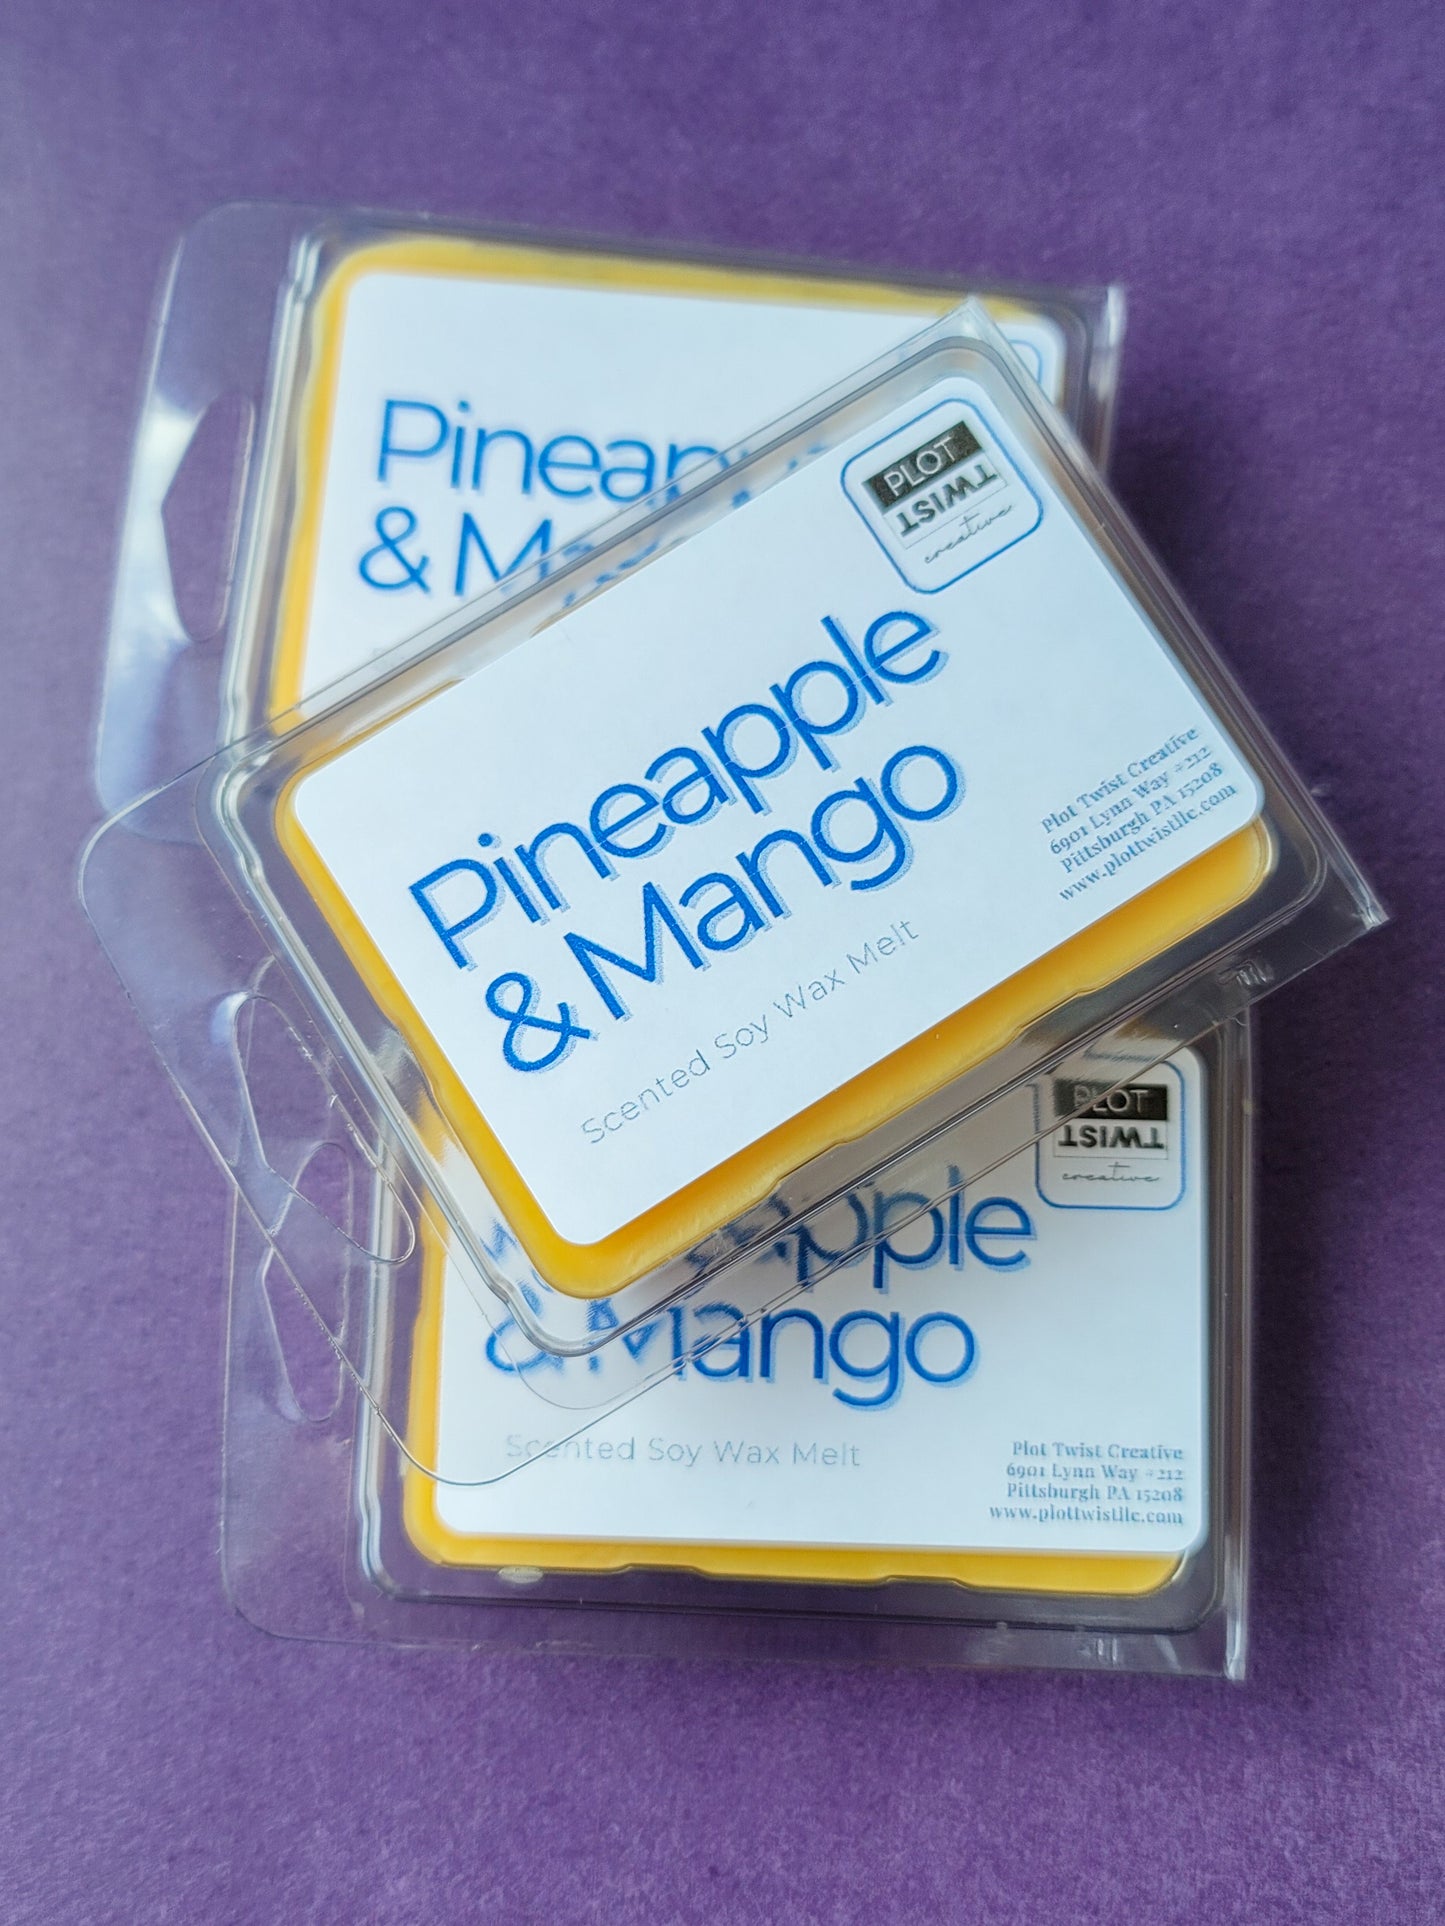 & M
PLOT
TWIST
creative
Pineapple
& Mango
Scented Soy Wax Melt
Plot Twist Creative
6901 Lynn Way #212
Pittsburgh PA 15208
www.plottwistllc.com
PLOT
TWIST
creative
& Mango
Scented Soy Wax Melt
Plot Twist Creative
6901 Lynn Way #212
Pittsburgh PA 15208
www.plottwistllc.com